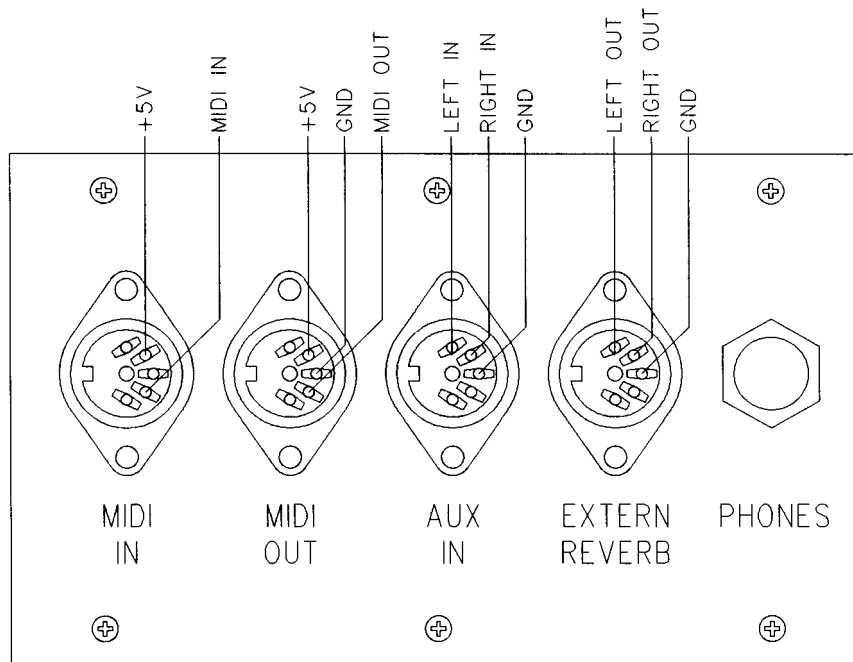 +5V
MIDI IN
+5V
GND
MIDI OUT
LEFT IN
RIGHT IN
GND
LEFT OUT
RIGHT OUT
GND
MIDI
IN
MIDI
OUT
AUX
IN
EXTERN
REVERB
PHONES